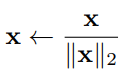 x ← x / ‖x‖₂